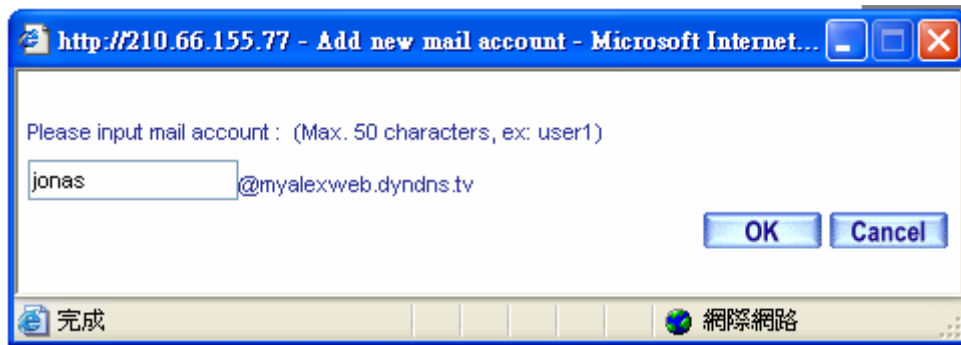 http://210.66.155.77 - Add new mail account - Microsoft Internet...
Please input mail account : (Max. 50 characters, ex: user1)
jonas@myalexweb.dyndns.tv
OK Cancel
完成 網際網路